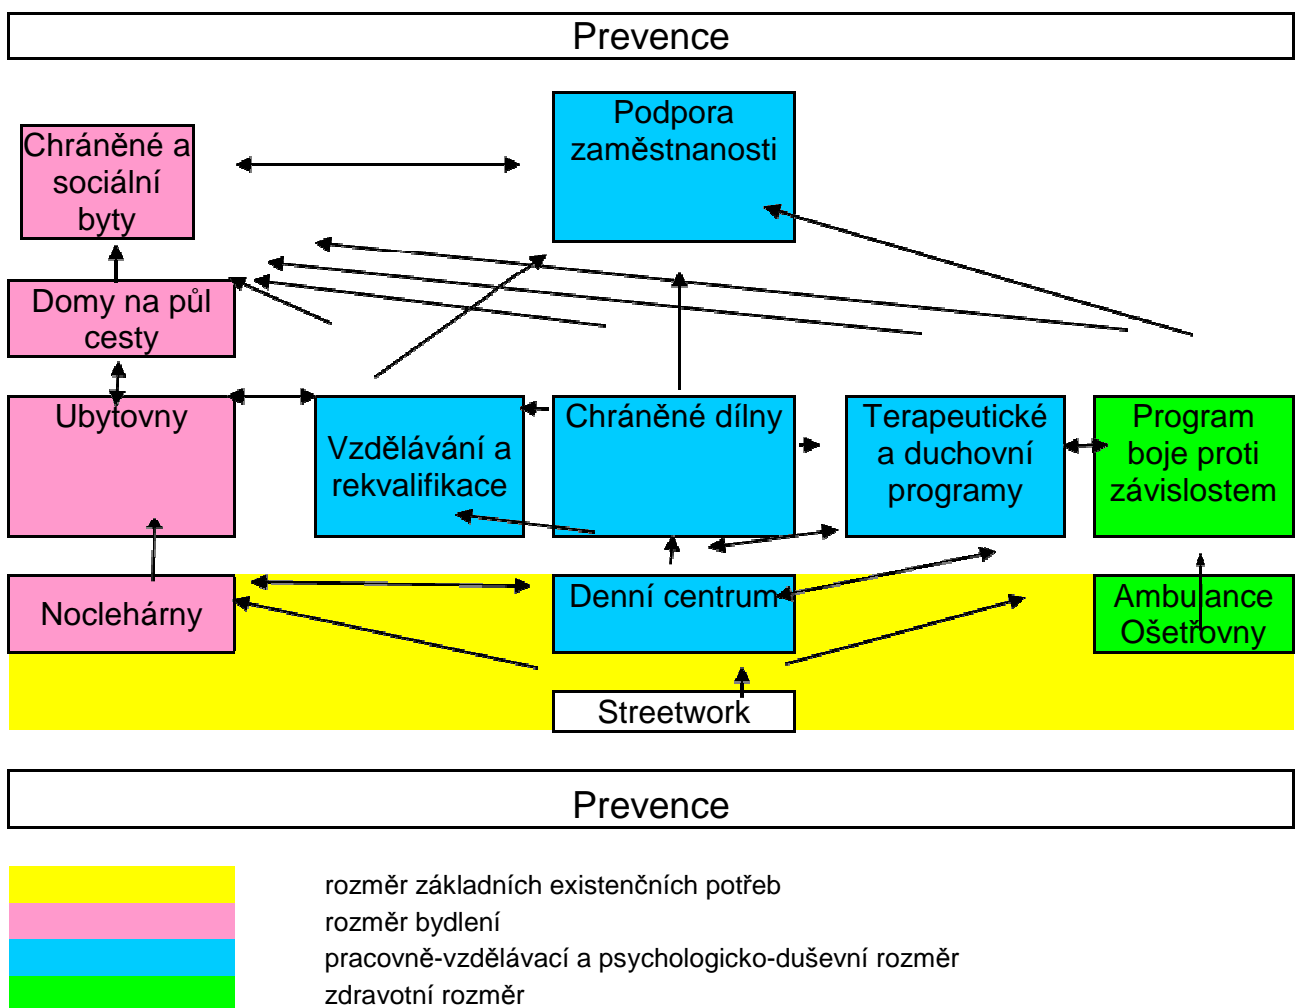 Prevence
Podpora
zaměstnanosti
Chráněné a
sociální
byty
Domy na půl
cesty
Ubytovny
Vzdělávání a
rekvalifikace
Chráněné dílny
Terapeutické
a duchovní
programy
Program
boje proti
závislostem
Noclehárny
Denní centrum
Ambulance
Ošetřovny
Streetwork
Prevence
rozměr základních existenčních potřeb
rozměr bydlení
pracovně-vzdělávací a psychologicko-duševní rozměr
zdravotní rozměr